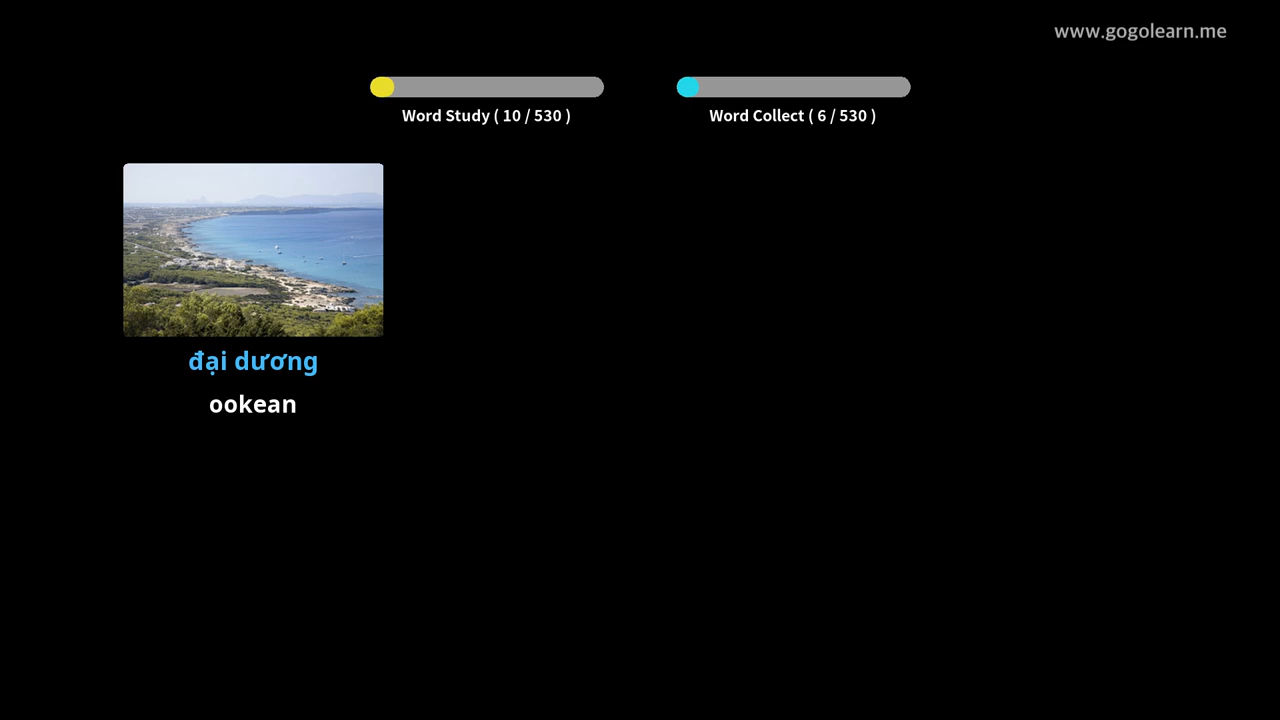 www.gogolearn.me
Word Study ( 10 / 530 )
Word Collect ( 6 / 530 )
đại dương
ookean